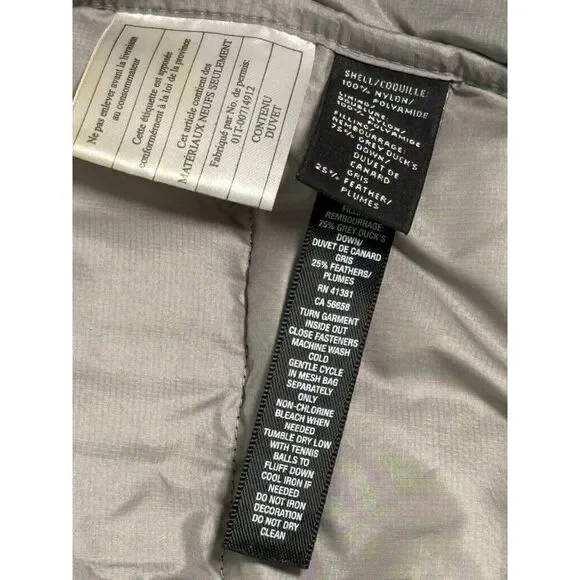 Ne pas enlever avant la livraison
au consommateur
Cette étiquette est apposée
conformément à la loi de la province
Cet article contient des
MATÉRIAUX NEUFS SEULEMENT
Fabriqué par No. de permis:
01T-00714912
CONTENU
DUVET
SHELL/COQUILLE:
100% NYLON/
POLYAMIDE
FILLING/
REMBOURRAGE:
75% GREY DUCK'S
DOWN/
DUVET DE
CANARD
GRIS
25% FEATHER/
PLUMES
REMBOURRAGE:
75% GREY DUCK'S
DOWN/
DUVET DE CANARD
GRIS
25% FEATHERS/
PLUMES
RN 41381
CA 56658
TURN GARMENT
INSIDE OUT
CLOSE FASTENERS
MACHINE WASH
COLD
GENTLE CYCLE
IN MESH BAG
SEPARATELY
ONLY
NON-CHLORINE
BLEACH WHEN
NEEDED
TUMBLE DRY LOW
WITH TENNIS
BALLS TO
FLUFF DOWN
COOL IRON IF
NEEDED
DO NOT IRON
DECORATION
DO NOT DRY
CLEAN